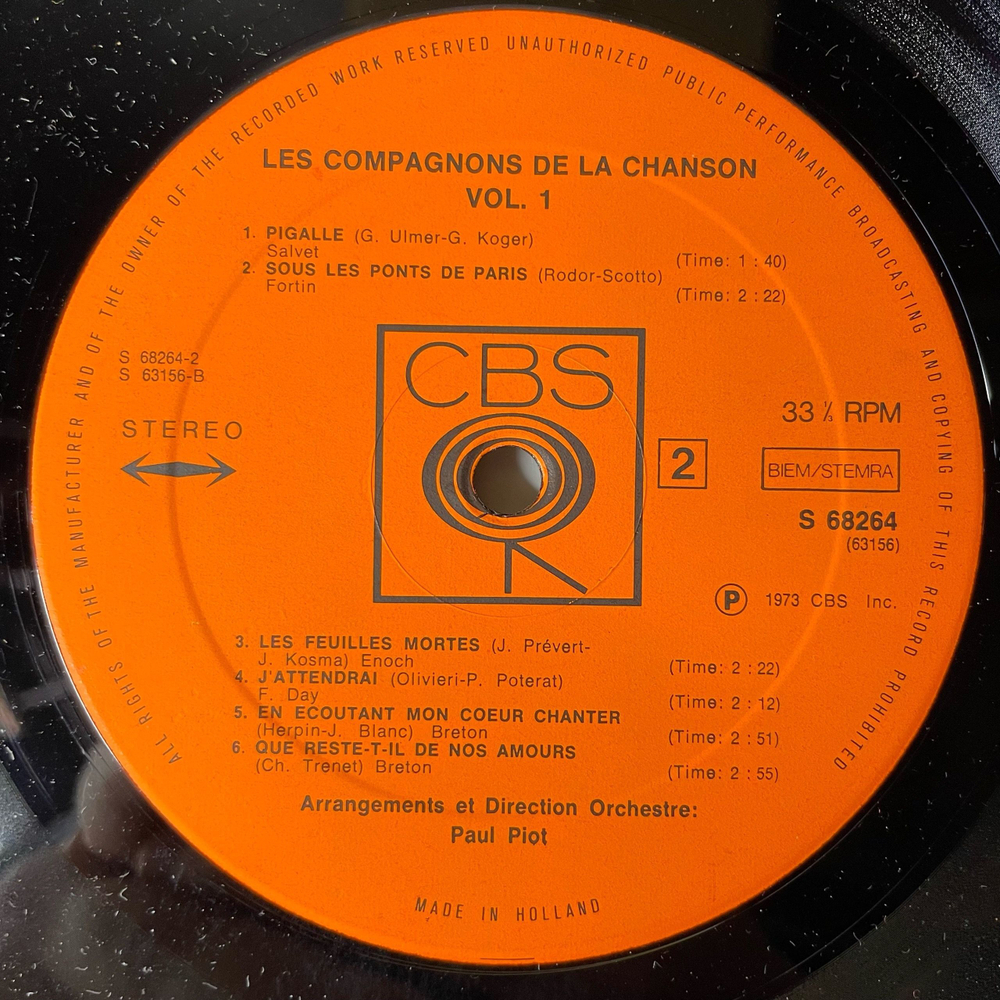 ALL RIGHTS OF THE MANUFACTURER AND OF THE OWNER OF THE RECORDED WORK RESERVED UNAUTHORIZED PUBLIC PERFORMANCE BROADCASTING AND COPYING OF THIS RECORD PROHIBITED
LES COMPAGNONS DE LA CHANSON
VOL. 1
1. PIGALLE (G. Ulmer-G. Koger)
Salvet (Time: 1 : 40)
2. SOUS LES PONTS DE PARIS (Rodor-Scotto)
Fortin (Time: 2 : 22)
CBS
S 68264-2
S 63156-B
STEREO
33 ⅓ RPM
2
BIEM/STEMRA
S 68264
(63156)
Ⓟ 1973 CBS Inc.
3. LES FEUILLES MORTES (J. Prévert-
J. Kosma) Enoch (Time: 2 : 22)
4. J'ATTENDRAI (Olivieri-P. Poterat)
F. Day (Time: 2 : 12)
5. EN ECOUTANT MON COEUR CHANTER
(Herpin-J. Blanc) Breton (Time: 2 : 51)
6. QUE RESTE-T-IL DE NOS AMOURS
(Ch. Trenet) Breton (Time: 2 : 55)
Arrangements et Direction Orchestre:
Paul Piot
MADE IN HOLLAND